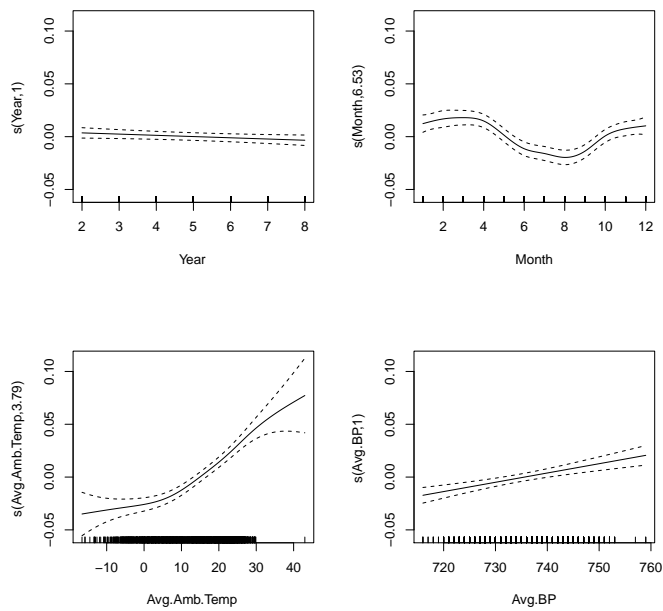 s(Year,1)
−0.05 0.00 0.05 0.10
2 3 4 5 6 7 8
Year
s(Month,6.53)
−0.05 0.00 0.05 0.10
2 4 6 8 10 12
Month
s(Avg.Amb.Temp,3.79)
−0.05 0.00 0.05 0.10
−10 0 10 20 30 40
Avg.Amb.Temp
s(Avg.BP,1)
−0.05 0.00 0.05 0.10
720 730 740 750 760
Avg.BP